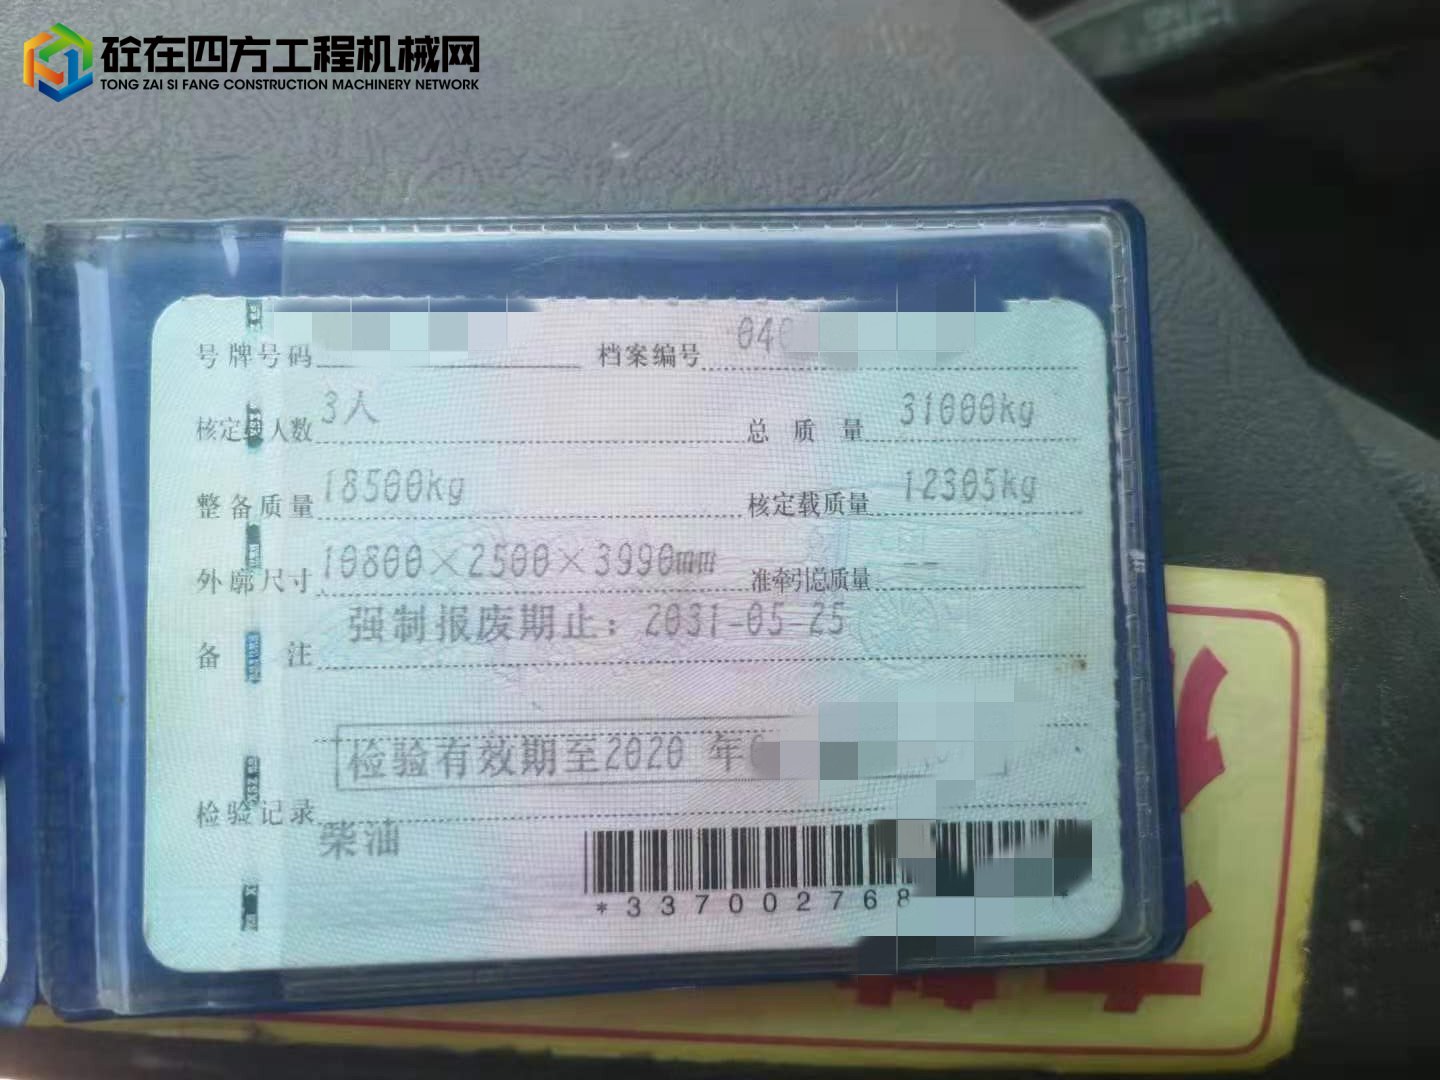 砼在四方工程机械网
TONG ZAI SI FANG CONSTRUCTION MACHINERY NETWORK
号牌号码 档案编号 040
核定 人数 3人 总质量 31000kg
整备质量 18500kg 核定载质量 12305kg
外廓尺寸 10800×2500×3990mm 准牵引总质量 --
备注 强制报废期止：2031-05-25
检验有效期至2020 年0
检验记录
柴油
*337002768